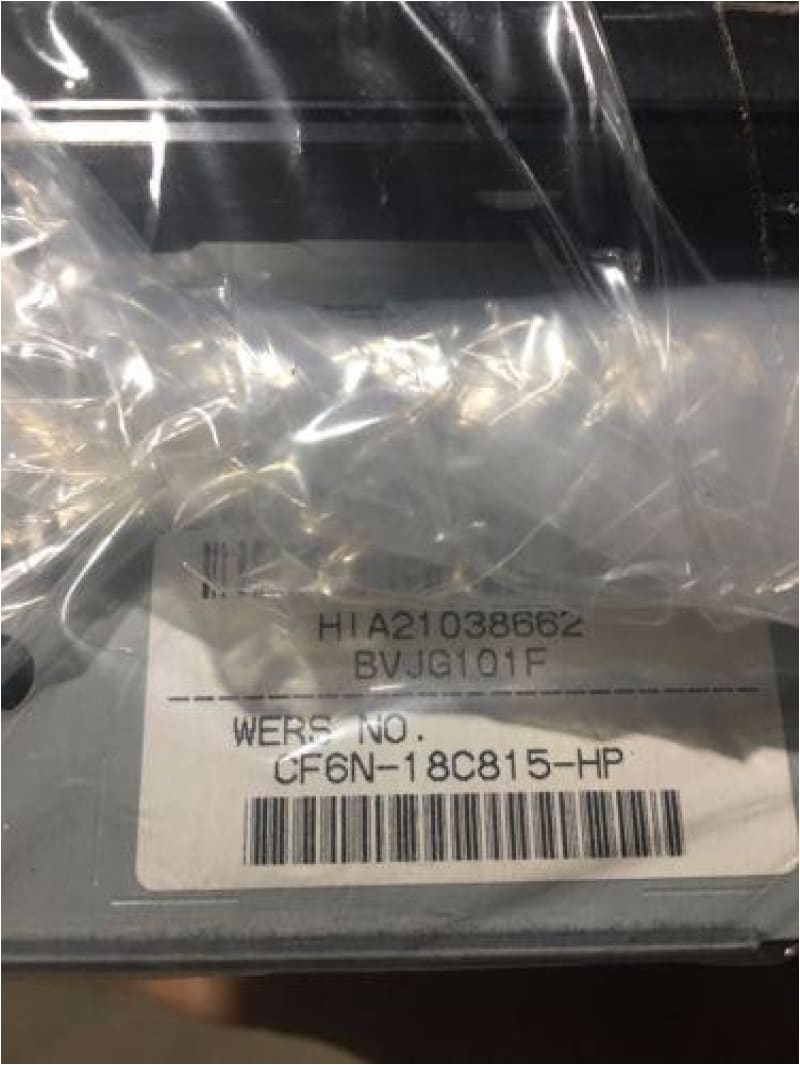 HIA21038662
BVJG101F
WERS NO.
CF6N-18C815-HP